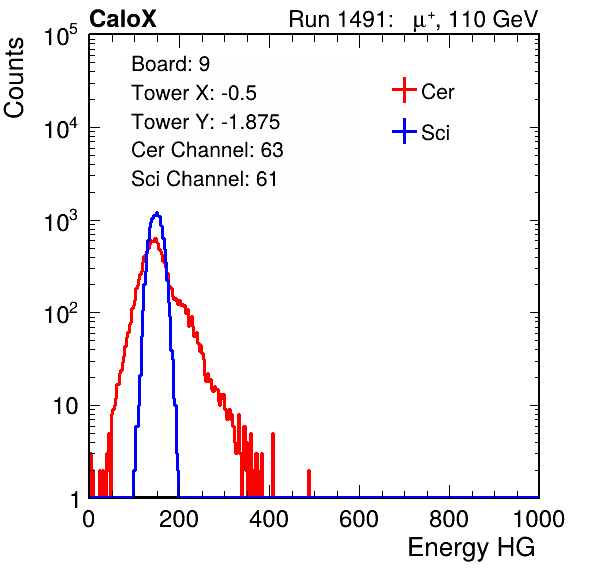 CaloX Run 1491: μ⁺, 110 GeV
Counts
10⁵
10⁴
10³
10²
10
1
Board: 9
Tower X: -0.5
Tower Y: -1.875
Cer Channel: 63
Sci Channel: 61
Cer
Sci
0 200 400 600 800 1000
Energy HG